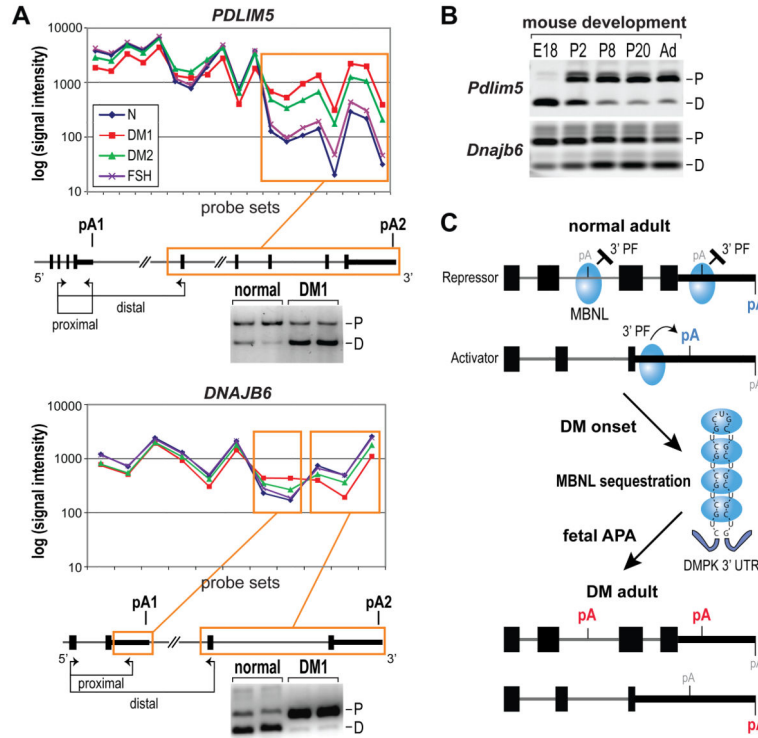 A
PDLIM5
10000
1000
100
10
log (signal intensity)
N
DM1
DM2
FSH
probe sets
pA1
pA2
5'
3'
distal
proximal
normal DM1
P
D
DNAJB6
10000
1000
100
10
log (signal intensity)
probe sets
pA1
pA2
5'
3'
proximal
distal
normal DM1
P
D
B
mouse development
E18 P2 P8 P20 Ad
Pdlim5
P
D
Dnajb6
P
D
C
normal adult
Repressor
pA
3' PF
pA
3' PF
MBNL
pA
Activator
3' PF
pA
pA
DM onset
MBNL sequestration
fetal APA
DMPK 3' UTR
DM adult
pA
pA
pA
pA
pA